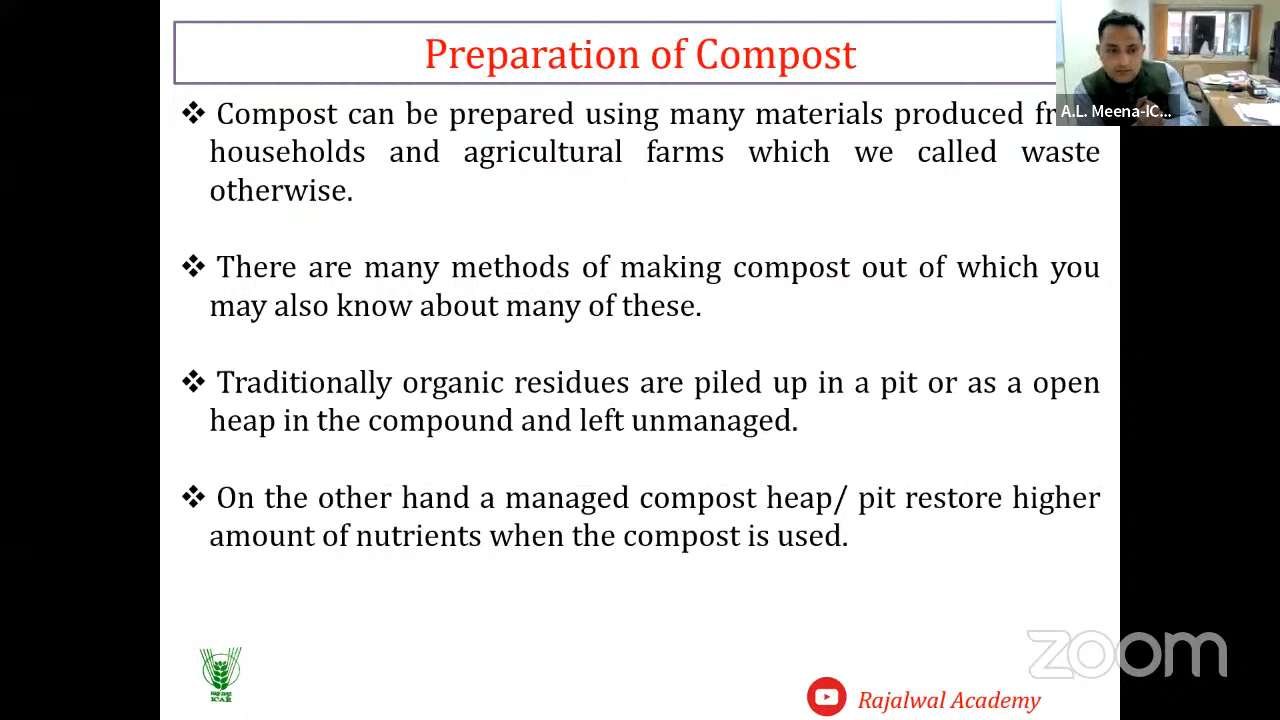 Preparation of Compost
A.L. Meena-IC...
❖ Compost can be prepared using many materials produced fr
households and agricultural farms which we called waste
otherwise.
❖ There are many methods of making compost out of which you
may also know about many of these.
❖ Traditionally organic residues are piled up in a pit or as a open
heap in the compound and left unmanaged.
❖ On the other hand a managed compost heap/ pit restore higher
amount of nutrients when the compost is used.
ICAR
zoom
Rajalwal Academy